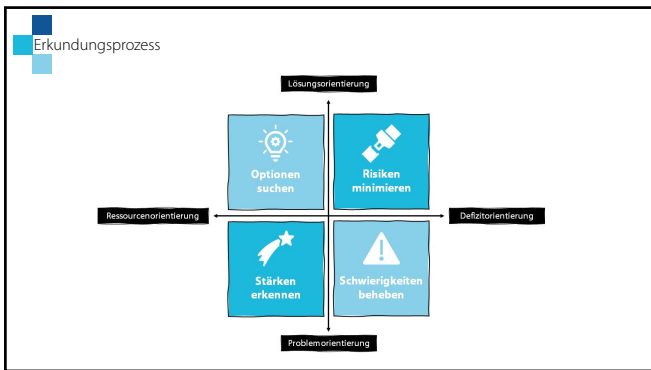 Erkundungsprozess
Lösungsorientierung
Optionen
suchen
Risiken
minimieren
Ressourcenorientierung
Defizitorientierung
Stärken
erkennen
Schwierigkeiten
beheben
Problemorientierung